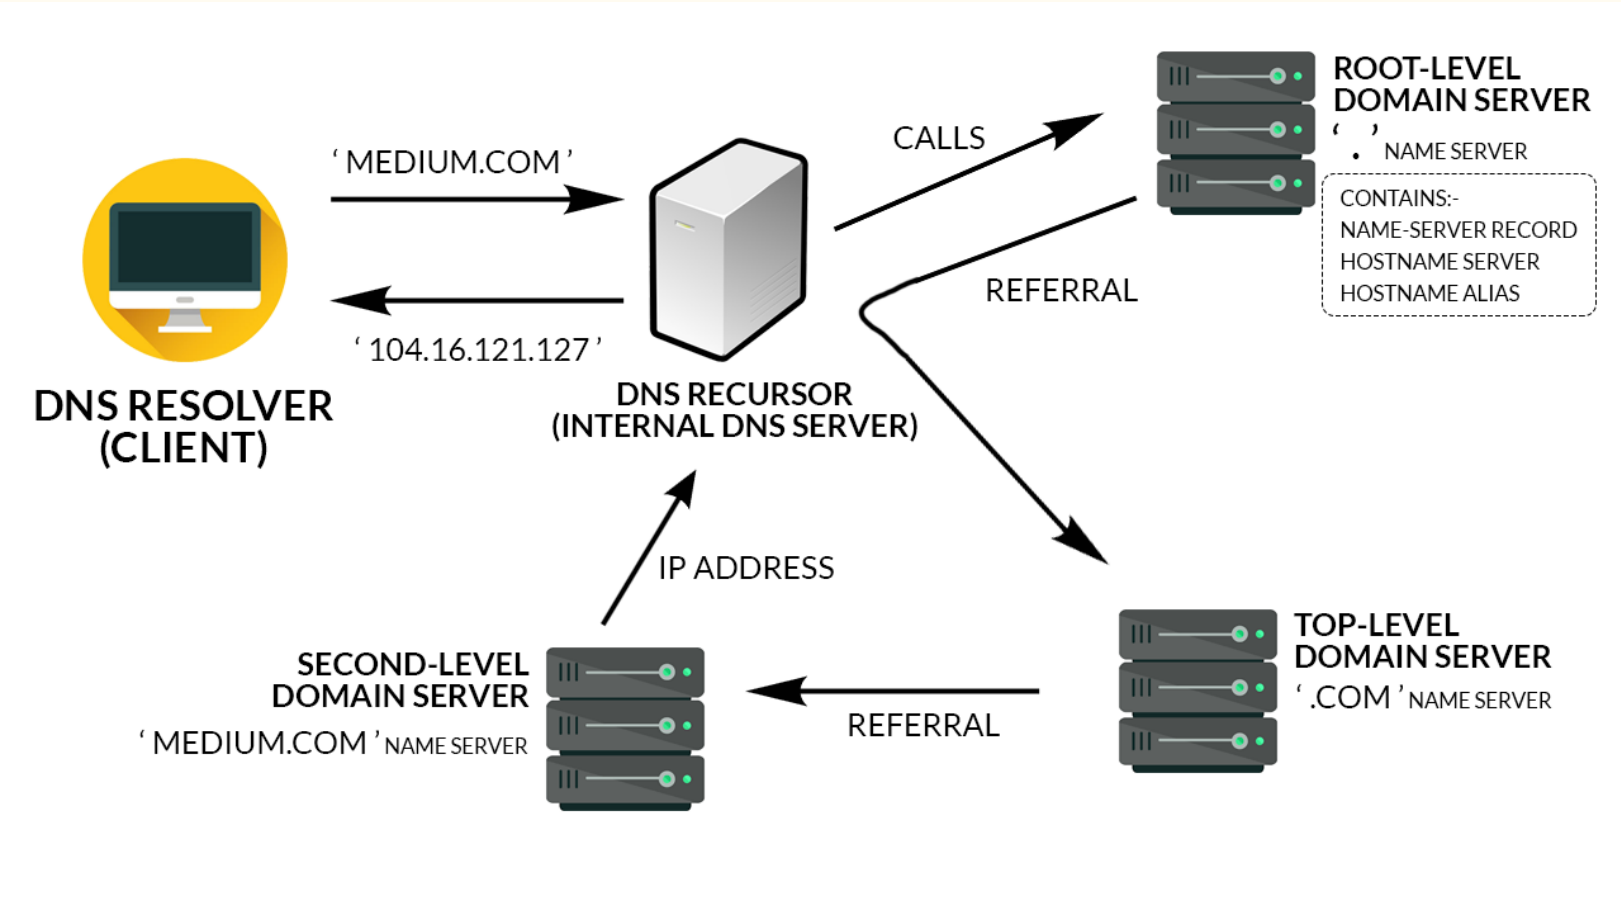 ‘ MEDIUM.COM ’
‘ 104.16.121.127 ’
DNS RESOLVER
(CLIENT)
DNS RECURSOR
(INTERNAL DNS SERVER)
CALLS
REFERRAL
ROOT-LEVEL
DOMAIN SERVER
‘ . ’ NAME SERVER
CONTAINS:-
NAME-SERVER RECORD
HOSTNAME SERVER
HOSTNAME ALIAS
IP ADDRESS
SECOND-LEVEL
DOMAIN SERVER
‘ MEDIUM.COM ’ NAME SERVER
REFERRAL
TOP-LEVEL
DOMAIN SERVER
‘ .COM ’ NAME SERVER